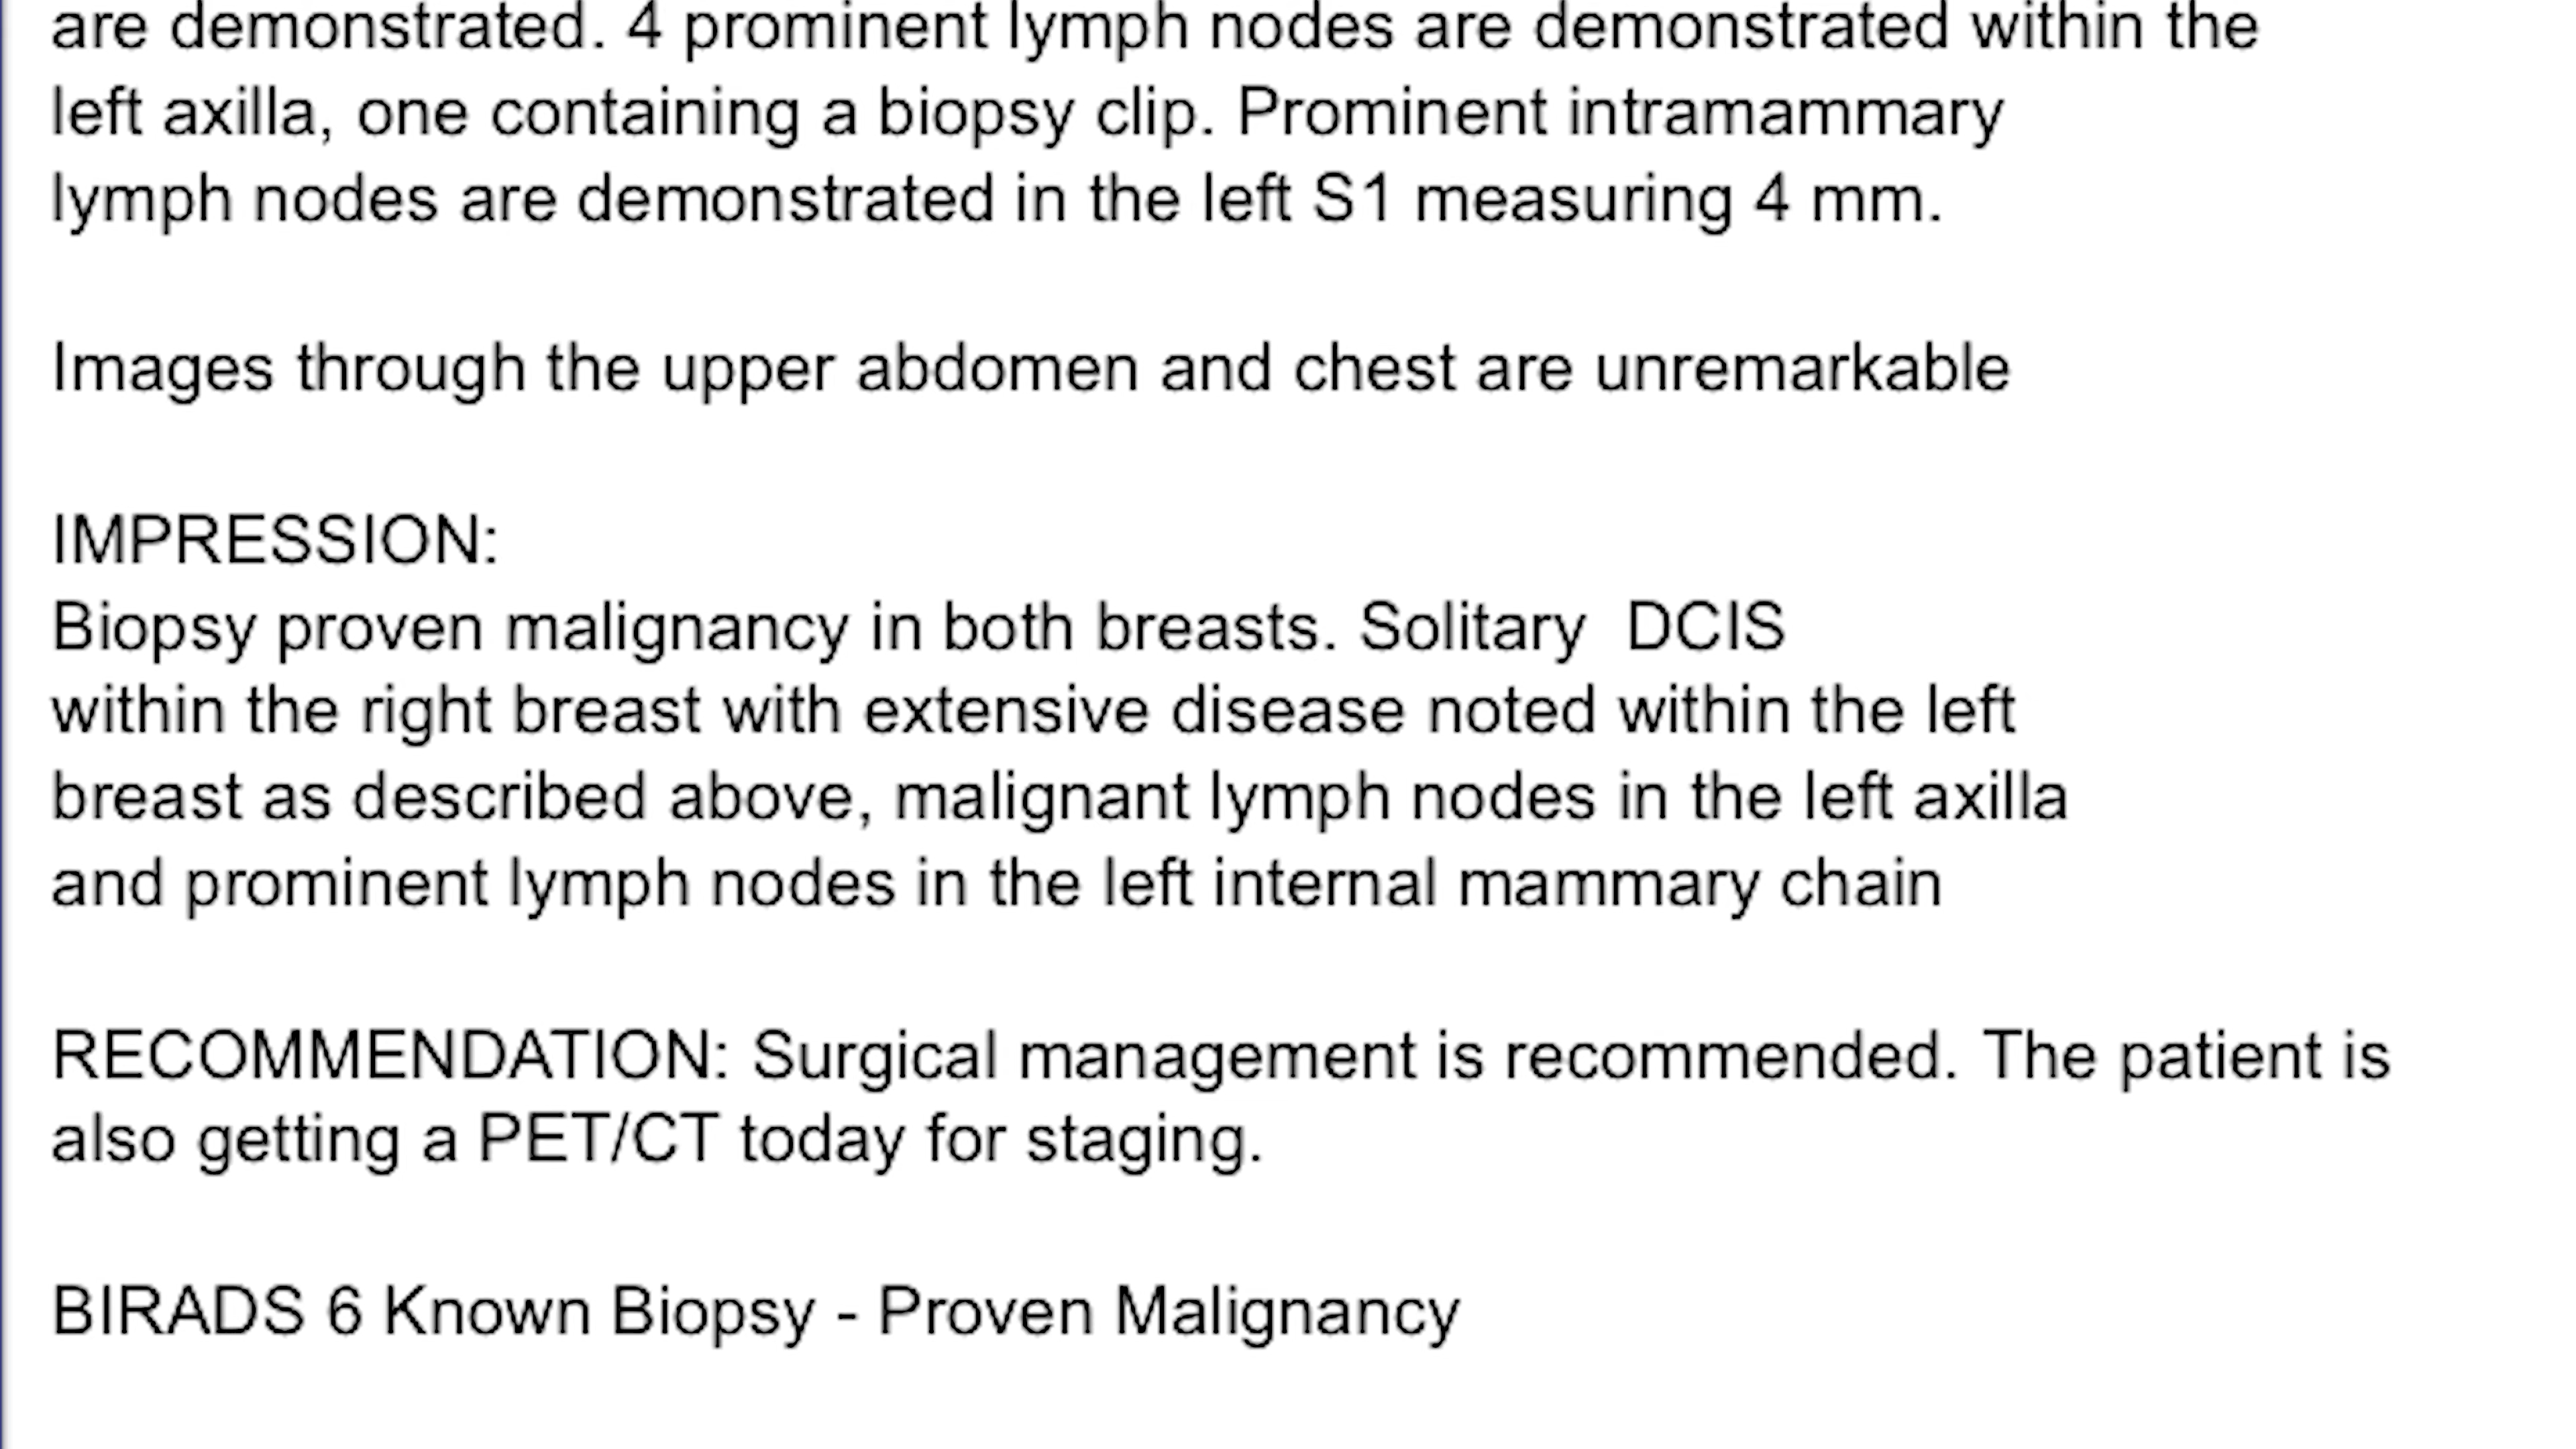 are demonstrated. 4 prominent lymph nodes are demonstrated within the
left axilla, one containing a biopsy clip. Prominent intramammary
lymph nodes are demonstrated in the left S1 measuring 4 mm.
Images through the upper abdomen and chest are unremarkable
IMPRESSION:
Biopsy proven malignancy in both breasts. Solitary  DCIS
within the right breast with extensive disease noted within the left
breast as described above, malignant lymph nodes in the left axilla
and prominent lymph nodes in the left internal mammary chain
RECOMMENDATION: Surgical management is recommended. The patient is
also getting a PET/CT today for staging.
BIRADS 6 Known Biopsy - Proven Malignancy